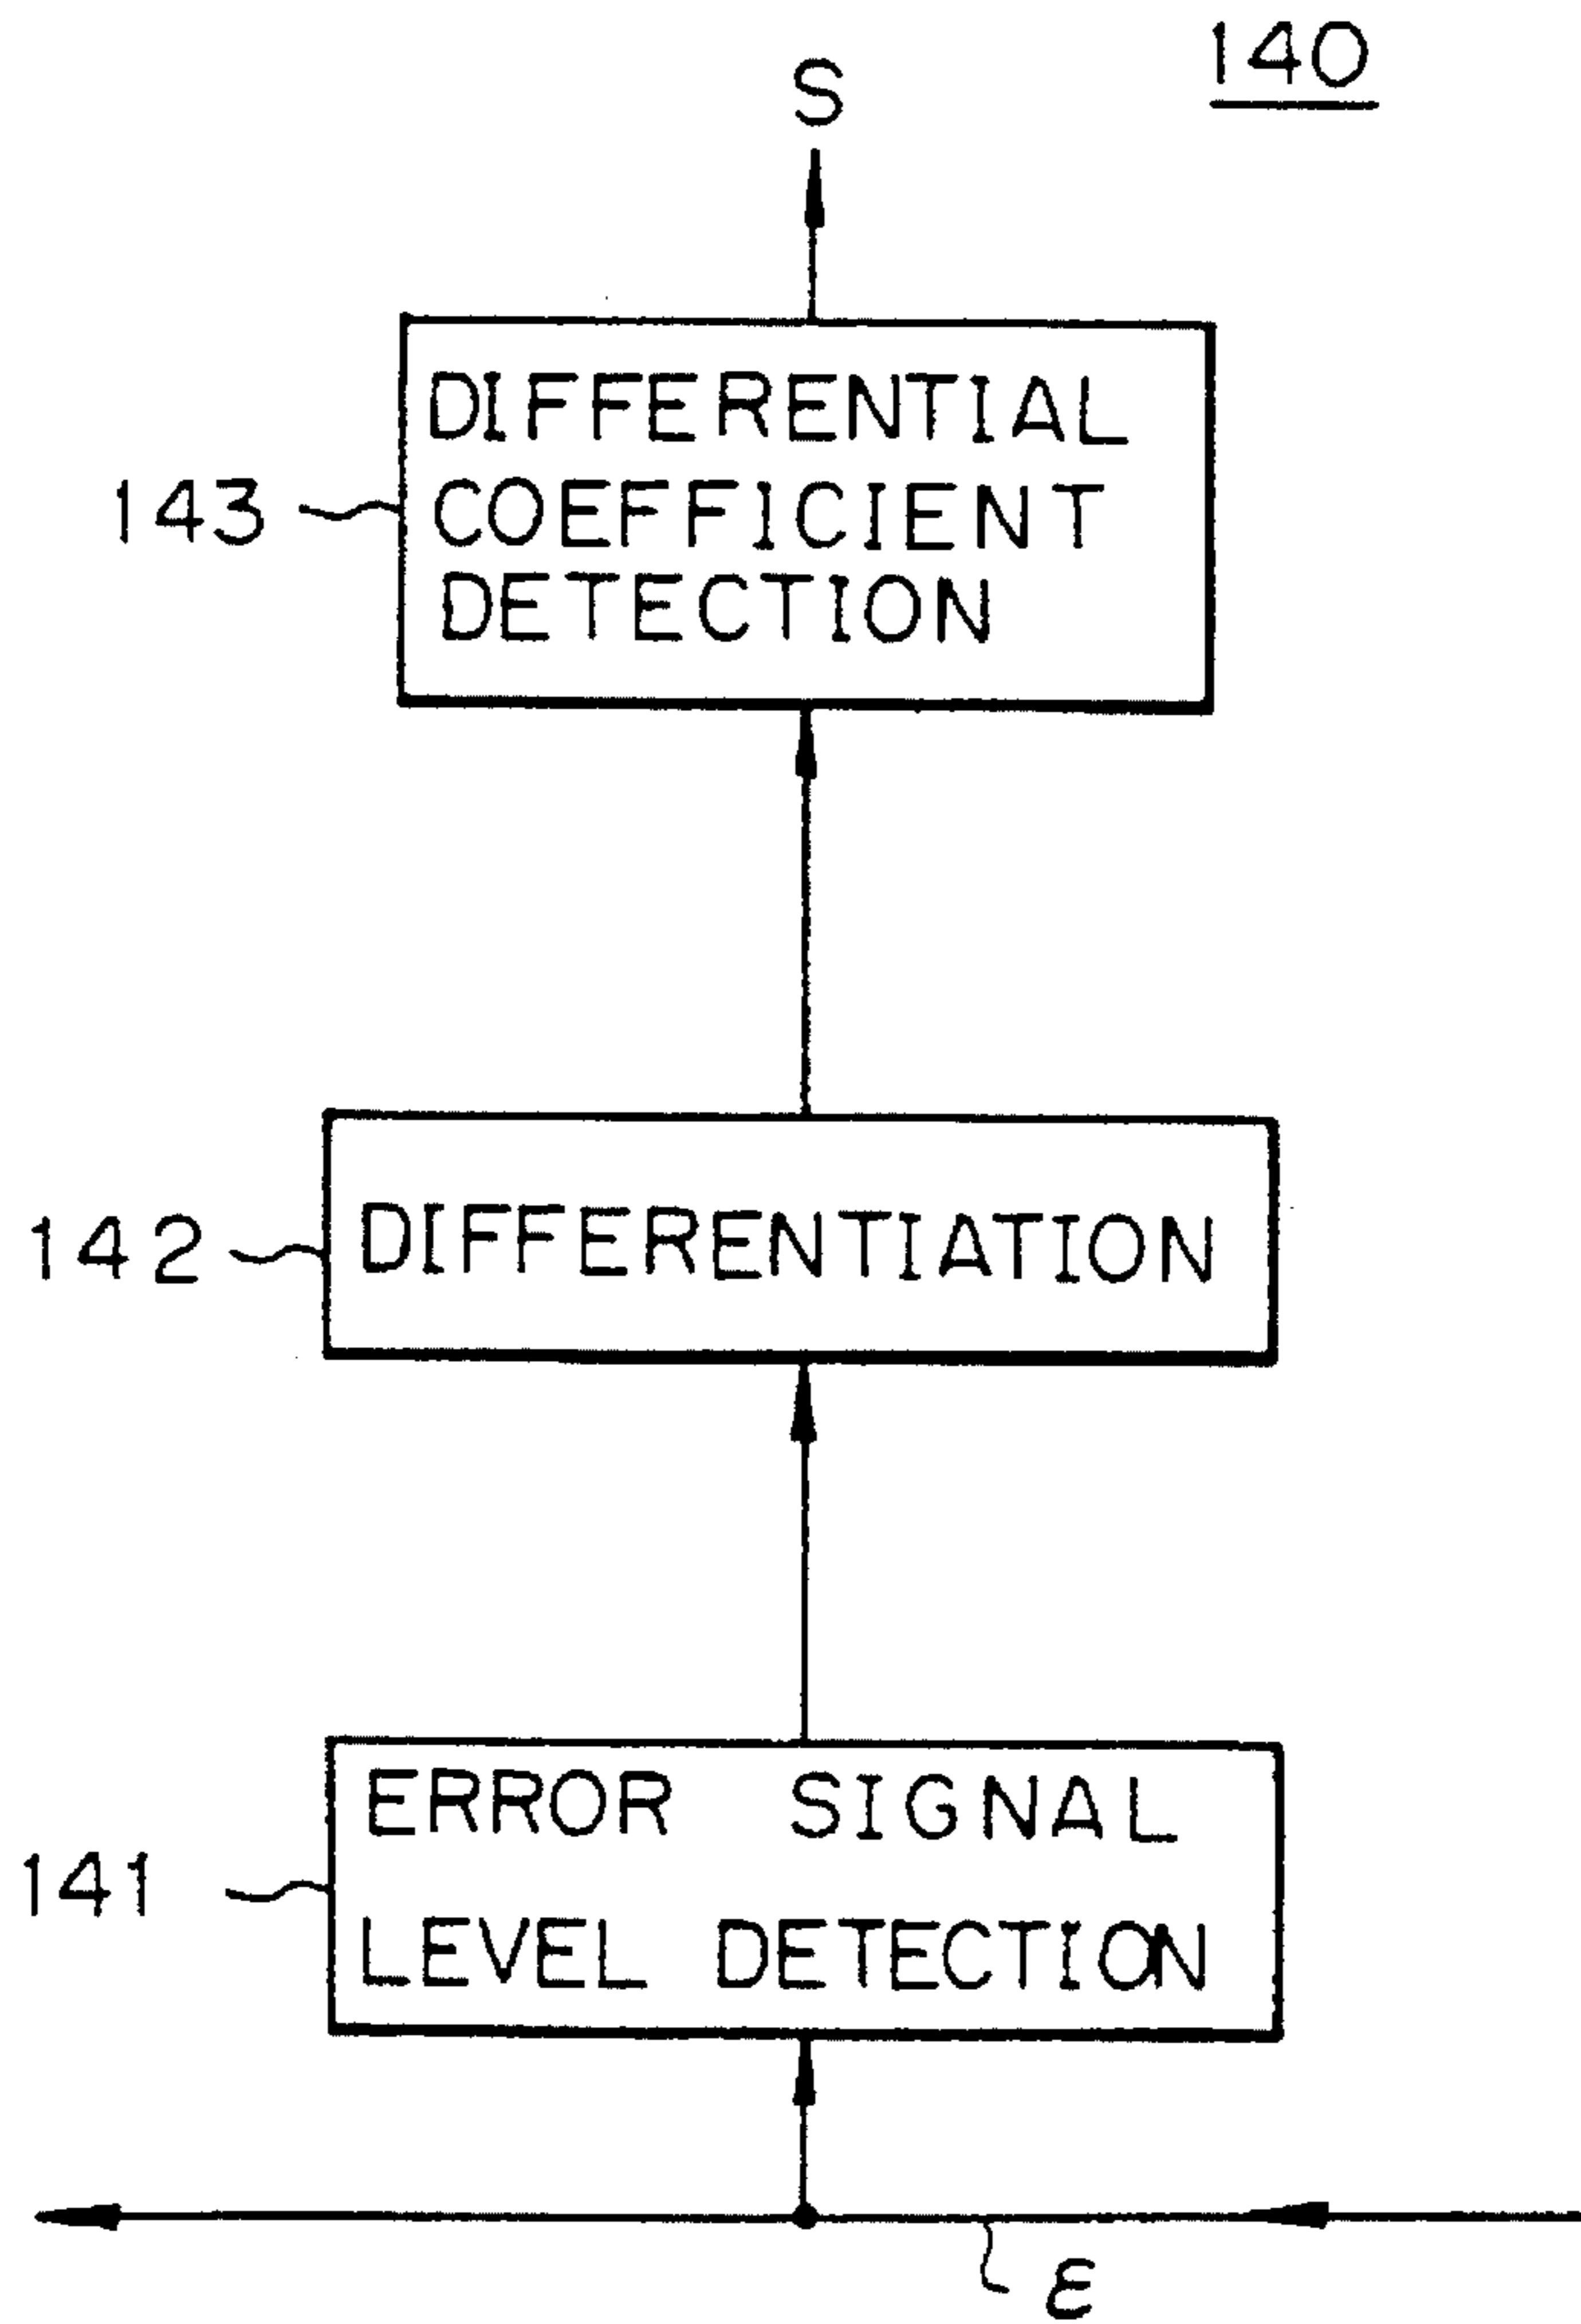 140
S
DIFFERENTIAL
143
COEFFICIENT
DETECTION
142
DIFFERENTIATION
ERROR SIGNAL
141
LEVEL DETECTION
ε